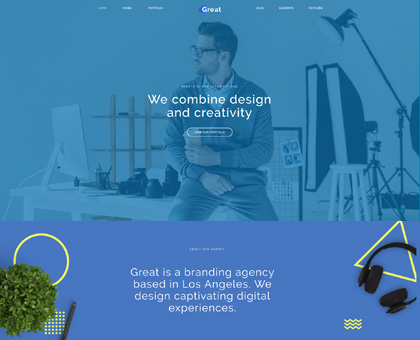 HOME PAGES PORTFOLIO Great BLOG ELEMENTS FEATURES
We combine design
and creativity
VIEW OUR PORTFOLIO
ABOUT OUR AGENCY
Great is a branding agency
based in Los Angeles. We
design captivating digital
experiences.